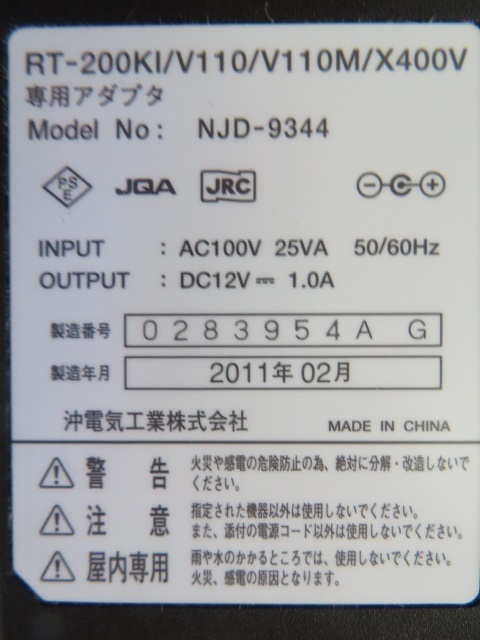 RT-200KI/V110/V110M/X400V
専用アダプタ
Model No: NJD-9344
PS E JQA JRC
INPUT : AC100V 25VA 50/60Hz
OUTPUT : DC12V⎓ 1.0A
製造番号 0283954A G
製造年月 2011年02月
沖電気工業株式会社 MADE IN CHINA
警告 火災や感電の危険防止の為、絶対に分解・改造しないで
ください。
注意 指定された機器以外は使用しないでください。
また、添付の電源コード以外は使用しないでください。
屋内専用 雨や水のかかるところでは、使用しないでください。
火災、感電の原因となります。